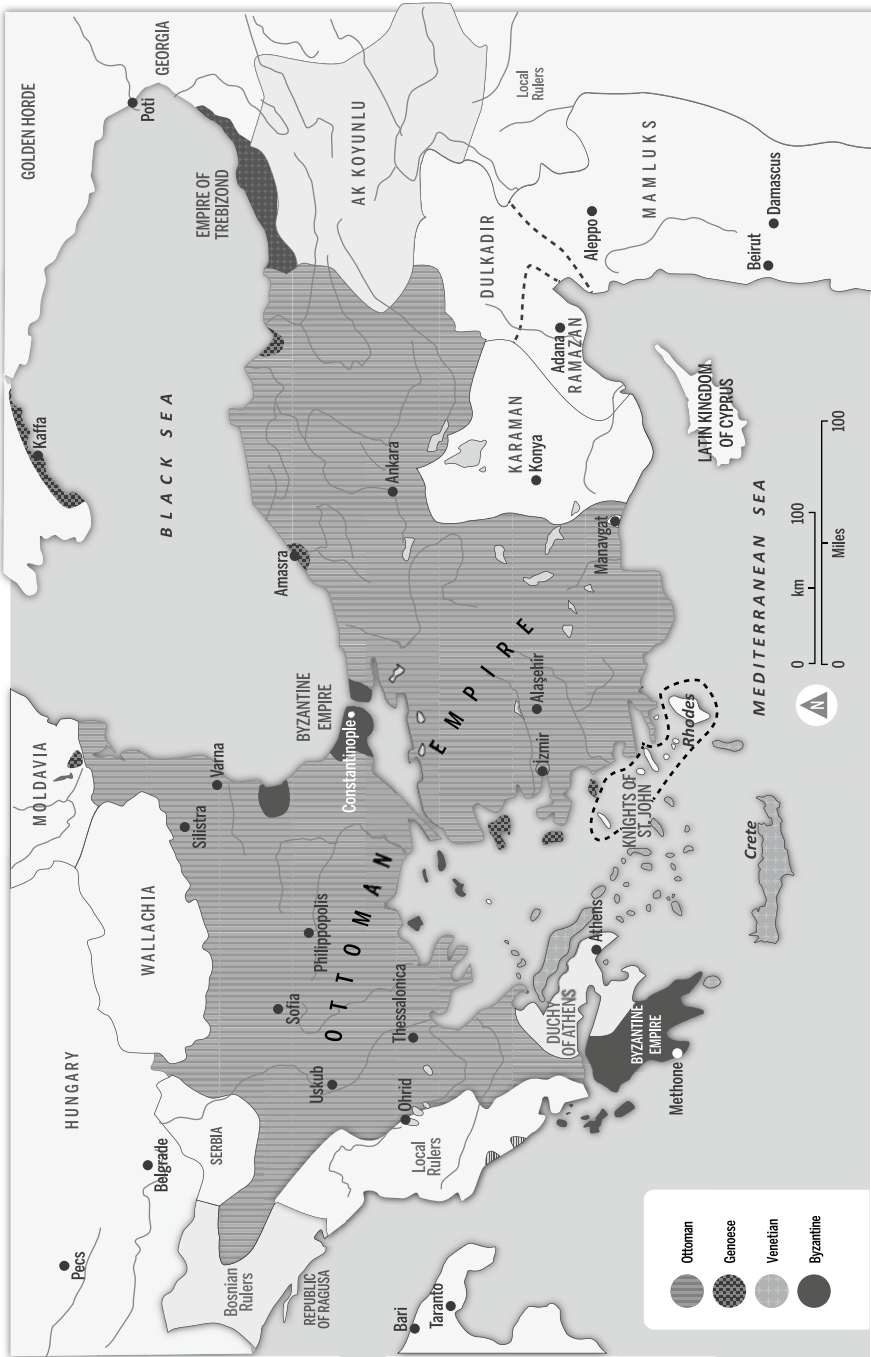 GOLDEN HORDE
GEORGIA
Poti
EMPIRE OF
TREBIZOND
AK KOYUNLU
Local
Rulers
DULKADIR
MAMLUKS
Aleppo
Damascus
Beirut
Adana
RAMAZAN
KARAMAN
Konya
LATIN KINGDOM
OF CYPRUS
Kaffa
BLACK SEA
Ankara
Amasra
Manavgat
MEDITERRANEAN SEA
BYZANTINE
EMPIRE
Constantinople
OTTOMAN
EMPIRE
Alaşehir
İzmir
Rhodes
KNIGHTS OF
ST. JOHN
Crete
MOLDAVIA
Varna
Silistra
WALLACHIA
Philippopolis
Sofia
Thessalonica
Athens
DUCHY
OF ATHENS
BYZANTINE
EMPIRE
Methone
HUNGARY
Uskub
Ohrid
Belgrade
SERBIA
Local
Rulers
Pecs
Bosnian
Rulers
REPUBLIC
OF RAGUSA
Bari
Taranto
0 km 100
0 Miles 100
N
Ottoman
Genoese
Venetian
Byzantine